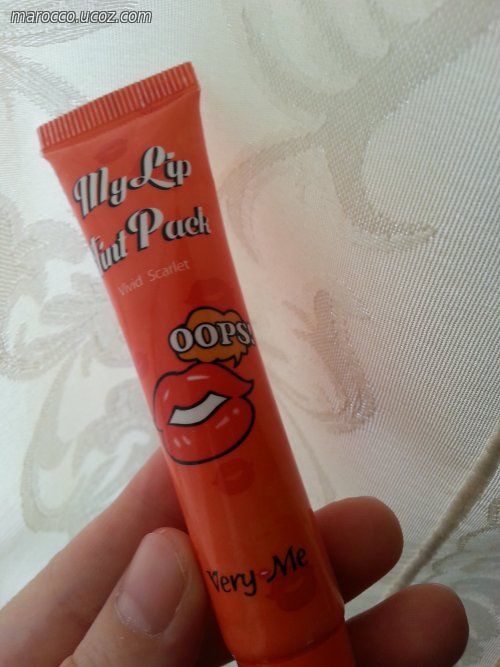 marocco.ucoz.com
My Lip
Tint Pack
Vivid Scarlet
OOPS!
Very Me